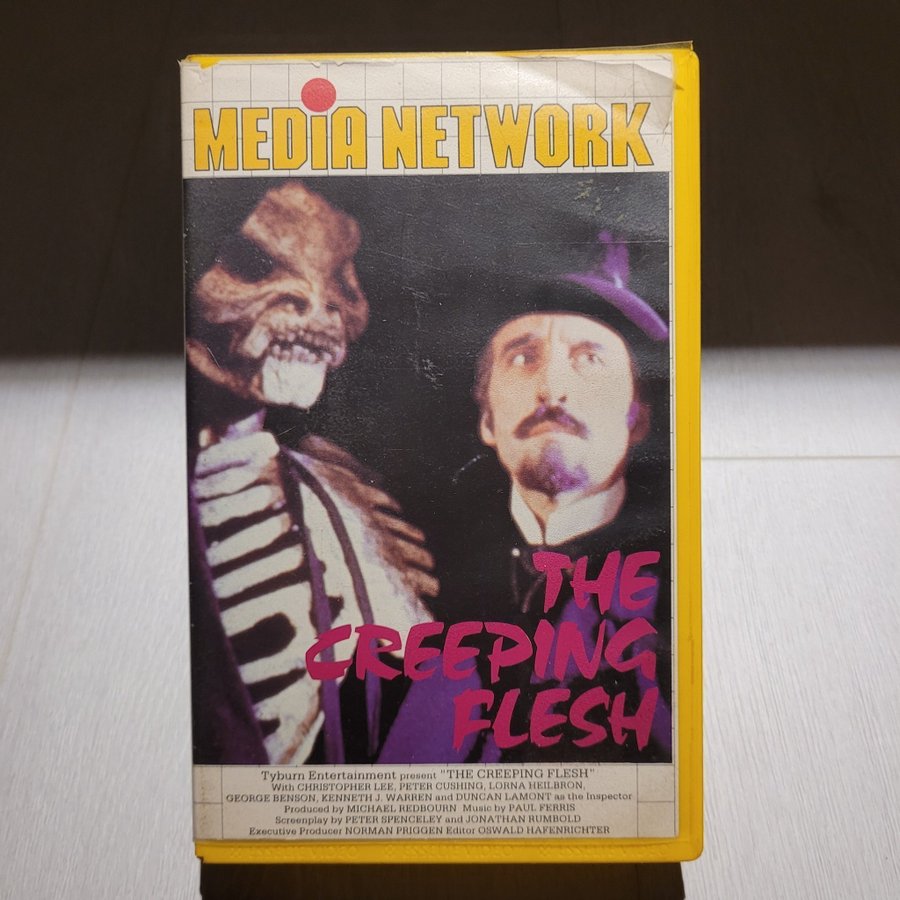 MEDiA NETWORK
THE
CREEPING
FLESH
Tyburn Entertainment present "THE CREEPING FLESH"
With CHRISTOPHER LEE, PETER CUSHING, LORNA HEILBRON,
GEORGE BENSON, KENNETH J. WARREN and DUNCAN LAMONT as the Inspector
Produced by MICHAEL REDBOURN Music by PAUL FERRIS
Screenplay by PETER SPENCELEY and JONATHAN RUMBOLD
Executive Producer NORMAN PRIGGEN Editor OSWALD HAFENRICHTER